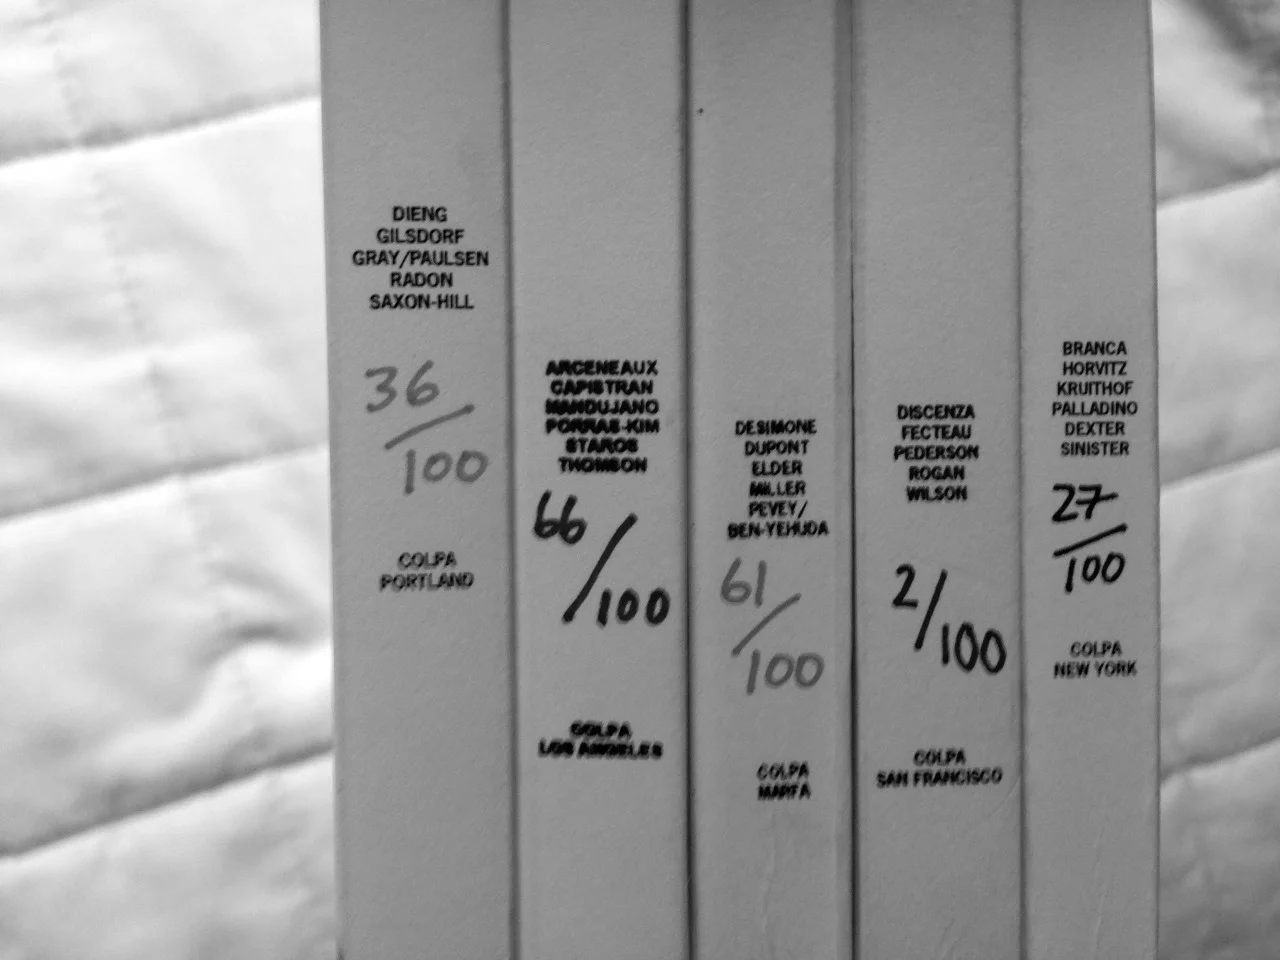 DIENG
GILSDORF
GRAY/PAULSEN
RADON
SAXON-HILL
36
/
100
COLPA
PORTLAND
ARCENEAUX
CAPISTRAN
MANDUJANO
PORRAS-KIM
STAROS
THOMSON
66
/100
COLPA
LOS ANGELES
DESIMONE
DUPONT
ELDER
MILLER
PEVEY/
BEN-YEHUDA
61
/
100
COLPA
MARFA
DISCENZA
FECTEAU
PEDERSON
ROGAN
WILSON
2/
100
COLPA
SAN FRANCISCO
BRANCA
HORVITZ
KRUITHOF
PALLADINO
DEXTER
SINISTER
27
/
100
COLPA
NEW YORK